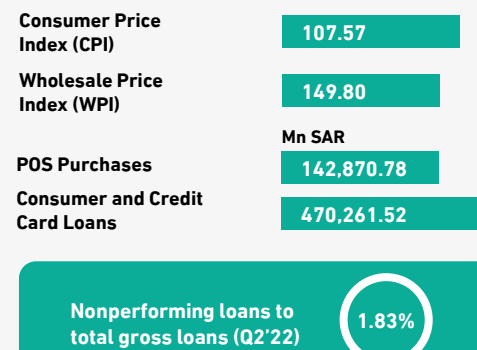 Consumer Price
Index (CPI)
107.57
Wholesale Price
Index (WPI)
149.80
Mn SAR
POS Purchases
142,870.78
Consumer and Credit
Card Loans
470,261.52
Nonperforming loans to
total gross loans (Q2’22)
1.83%